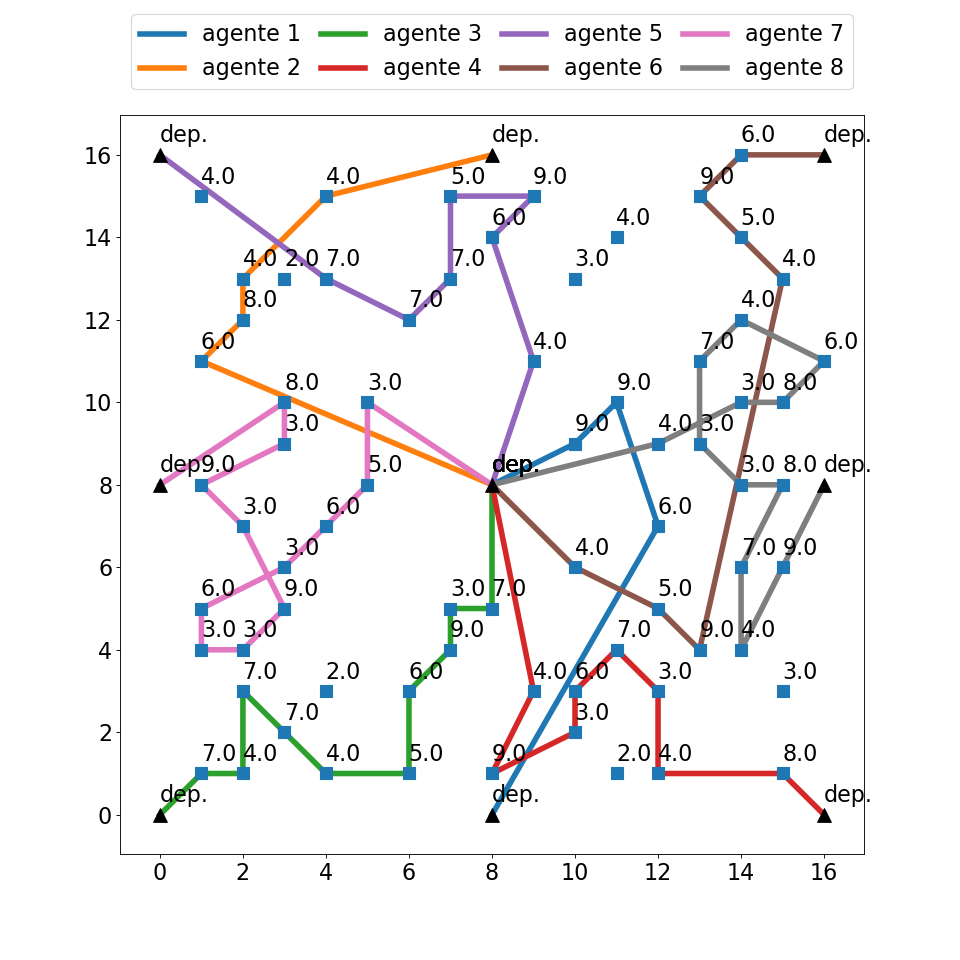 agente 1 agente 3 agente 5 agente 7
agente 2 agente 4 agente 6 agente 8
dep. dep. 6.0 dep.
16
4.0 4.0 5.0 9.0 9.0
6.0 4.0 5.0
14
4.0 2.0 7.0 7.0 3.0 4.0
8.0 7.0 4.0
12
6.0 4.0 7.0 6.0
8.0 3.0 9.0 3.0 8.0
10
3.0 9.0 4.0 3.0
dep. 9.0 5.0 dep. 3.0 8.0 dep.
8
3.0 6.0 6.0
3.0 4.0 7.0 9.0
6
6.0 9.0 3.0 7.0 5.0
3.0 3.0 9.0 7.0 9.0 4.0
4
7.0 2.0 6.0 4.0 6.0 3.0 3.0
7.0 3.0
2
7.0 4.0 4.0 5.0 9.0 2.0 4.0 8.0
dep. dep. dep.
0
0 2 4 6 8 10 12 14 16